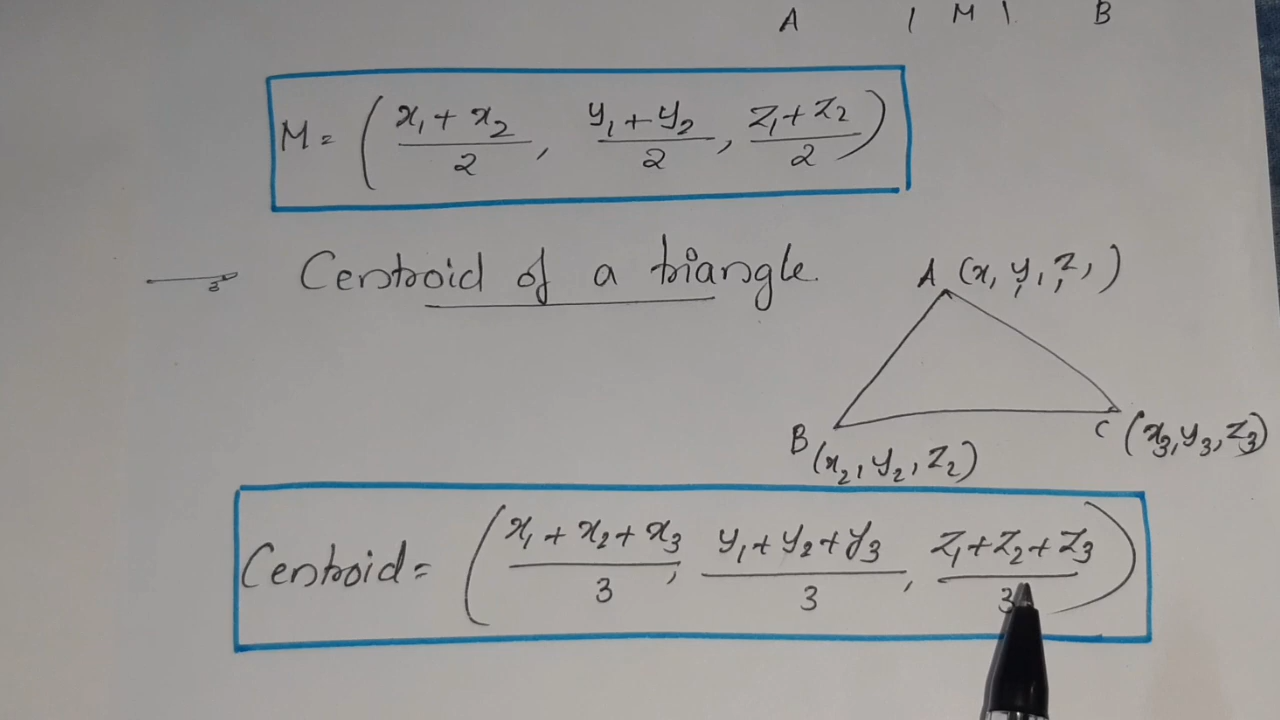 A | M | B
M = ( x₁ + x₂ / 2 , y₁ + y₂ / 2 , z₁ + z₂ / 2 )
Centroid of a triangle.
A (x₁ y₁, z₁)
B C (x₃, y₃, z₃)
(x₂, y₂, z₂)
Centroid = ( x₁ + x₂ + x₃ / 3 , y₁ + y₂ + y₃ / 3 , z₁ + z₂ + z₃ / 3 )